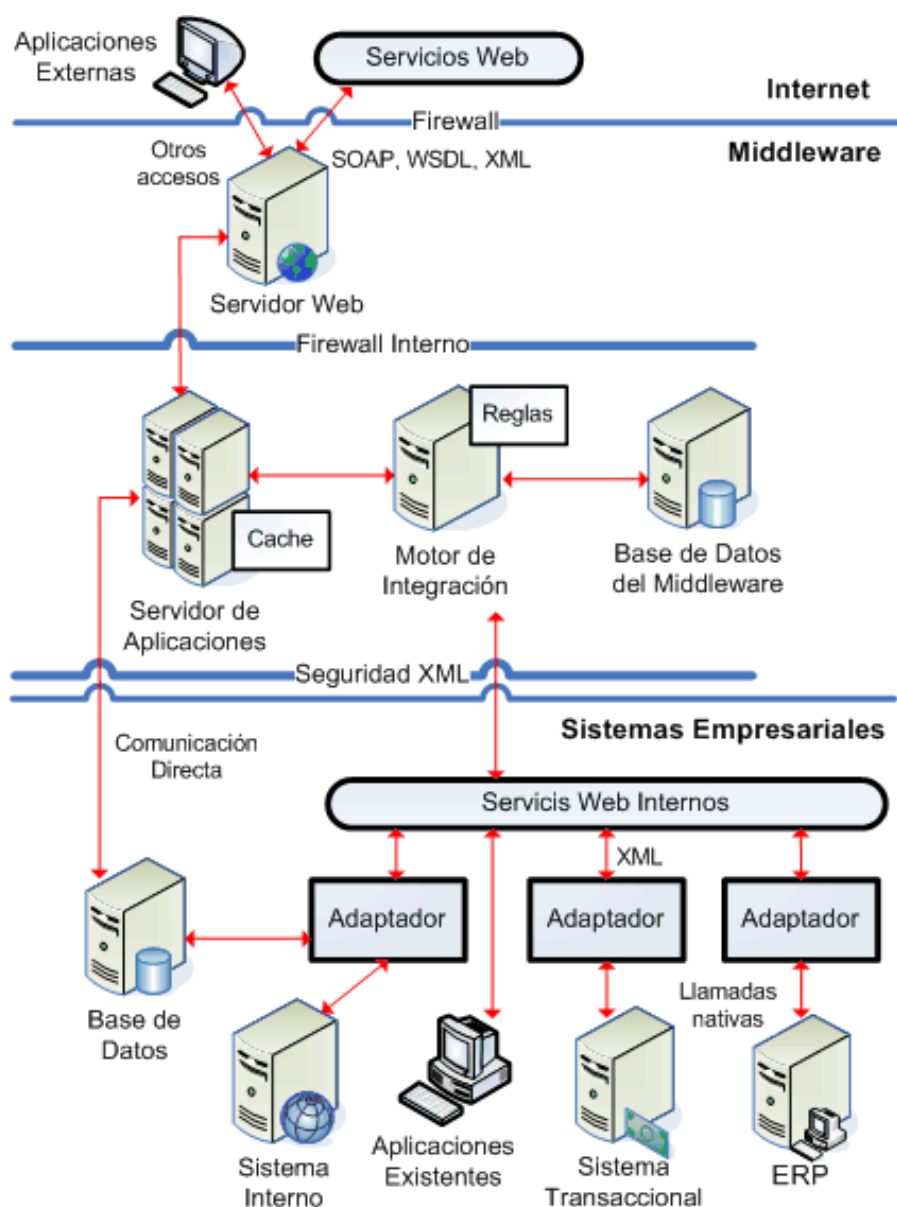 Aplicaciones
Externas
Servicios Web
Internet
Firewall
Middleware
Otros
accesos
SOAP, WSDL, XML
Servidor Web
Firewall Interno
Reglas
Cache
Motor de
Integración
Base de Datos
del Middleware
Servidor de
Aplicaciones
Seguridad XML
Sistemas Empresariales
Comunicación
Directa
Servicis Web Internos
XML
Adaptador
Adaptador
Adaptador
Llamadas
nativas
Base de
Datos
Sistema
Interno
Aplicaciones
Existentes
Sistema
Transaccional
ERP